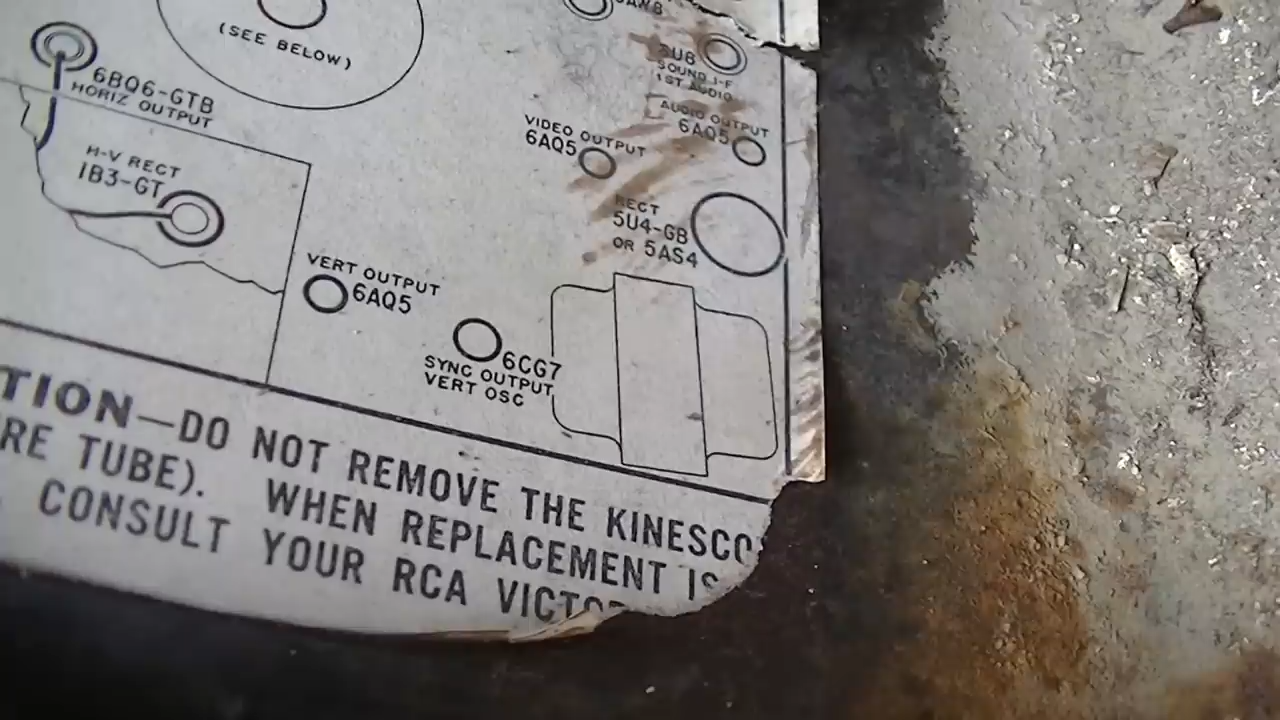 (SEE BELOW)
6BQ6-GTB
HORIZ OUTPUT
H-V RECT
1B3-GT
SOUND I-F
1ST AUDIO
AUDIO OUTPUT
6AQ5
VIDEO OUTPUT
6AQ5
RECT
5U4-GB
OR 5AS4
VERT OUTPUT
6AQ5
6CG7
SYNC OUTPUT
VERT OSC
TION—DO NOT REMOVE THE KINESCO
RE TUBE). WHEN REPLACEMENT IS
CONSULT YOUR RCA VICTO